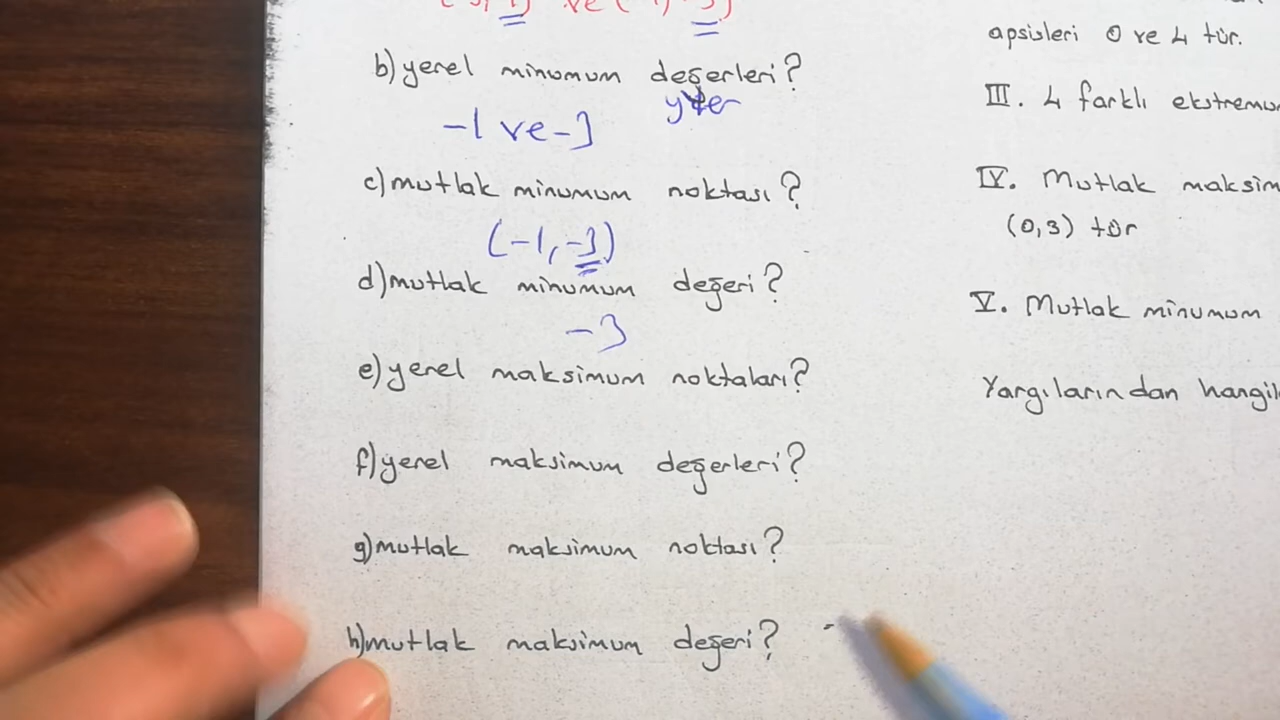 ve
b) yerel minumum değerleri?
-1 ve -3
c) mutlak minumum noktası?
(-1, -3)
d) mutlak minumum değeri?
-3
e) yerel maksimum noktaları?
f) yerel maksimum değerleri?
g) mutlak maksimum noktası?
h) mutlak maksimum değeri?
apsisleri 0 ve 4 tür.
III. 4 farklı ekstremu
IV. Mutlak maksim
(0,3) tür
V. Mutlak minumum
Yargılarından hangil